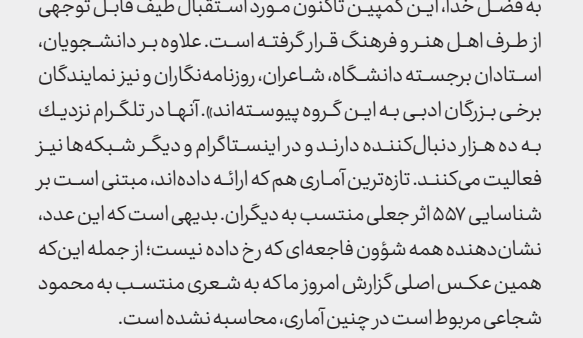 به فضل خدا، این کمپین تاکنون مورد استقبال طیف قابل توجهی
از طرف اهل هنر و فرهنگ قرار گرفته است. علاوه بر دانشجویان،
استادان برجسته دانشگاه، شاعران، روزنامه‌نگاران و نیز نمایندگان
برخی بزرگان ادبی به این گروه پیوسته‌اند». آنها در تلگرام نزدیك
به ده هزار دنبال‌کننده دارند و در اینستاگرام و دیگر شبکه‌ها نیز
فعالیت می‌کنند. تازه‌ترین آماری هم که ارائه داده‌اند، مبتنی است بر
شناسایی ۵۵۷ اثر جعلی منتسب به دیگران. بدیهی است که این عدد،
نشان‌دهنده همه شؤون فاجعه‌ای که رخ داده نیست؛ از جمله این‌که
همین عکس اصلی گزارش امروز ما که به شعری منتسب به محمود
شجاعی مربوط است در چنین آماری، محاسبه نشده است.